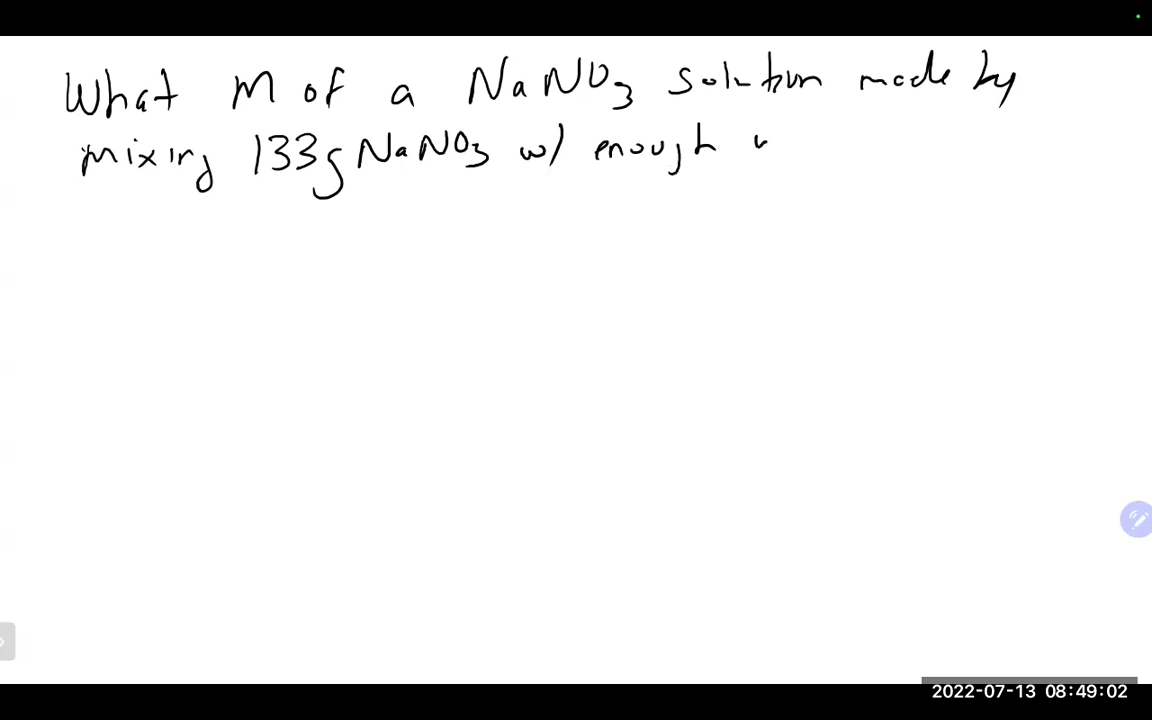 What M of a NaNO3 solution made by
mixing 133g NaNO3 w/ enough
2022-07-13 08:49:02